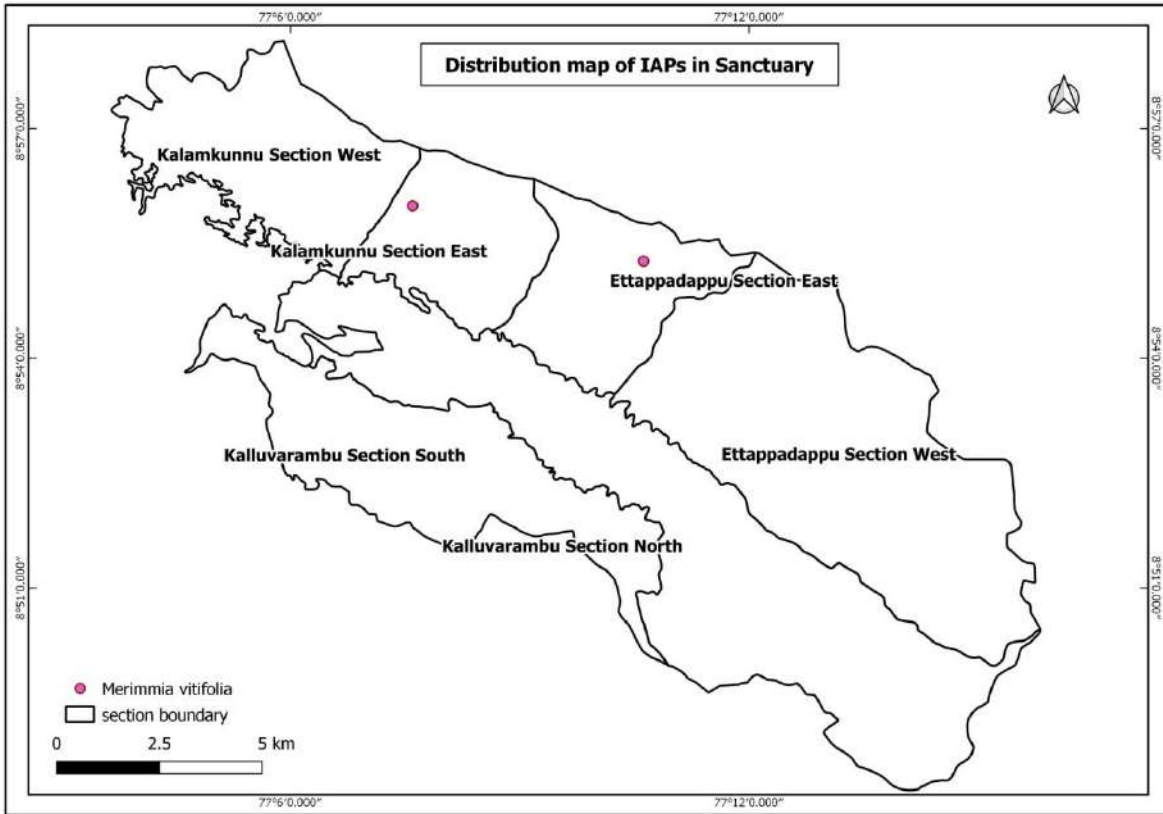 77°6'0.000"
77°12'0.000"
Distribution map of IAPs in Sanctuary
8°57'0.000"
8°57'0.000"
Kalamkunnu Section West
Kalamkunnu Section East
Ettappadappu Section East
8°54'0.000"
8°54'0.000"
Kalluvarambu Section South
Ettappadappu Section West
Kalluvarambu Section North
8°51'0.000"
8°51'0.000"
Merimmia vitifolia
section boundary
0 2.5 5 km
77°6'0.000"
77°12'0.000"